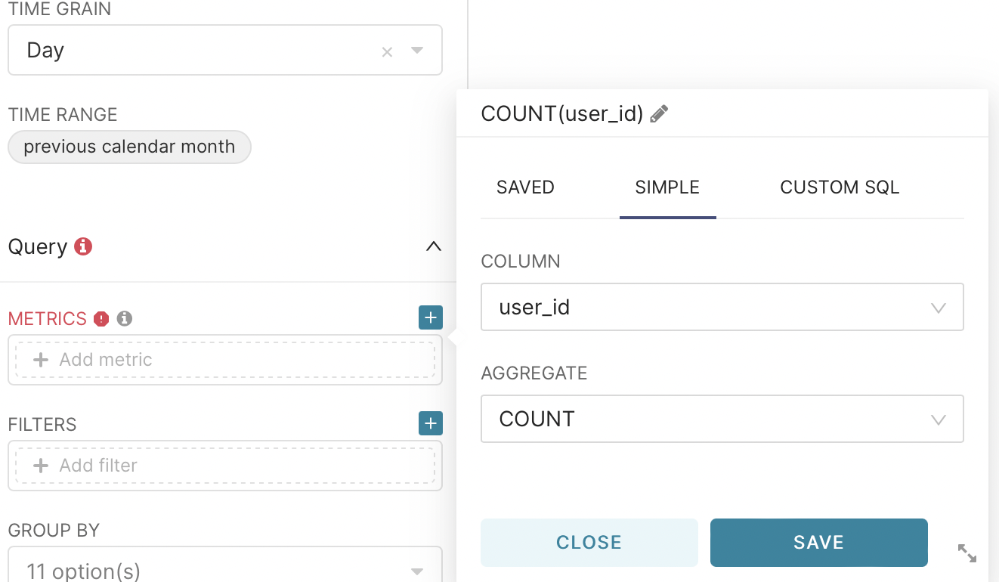 TIME GRAIN
Day
TIME RANGE
previous calendar month
Query
METRICS
Add metric
FILTERS
Add filter
GROUP BY
11 option(s)
COUNT(user_id)
SAVED SIMPLE CUSTOM SQL
COLUMN
user_id
AGGREGATE
COUNT
CLOSE SAVE